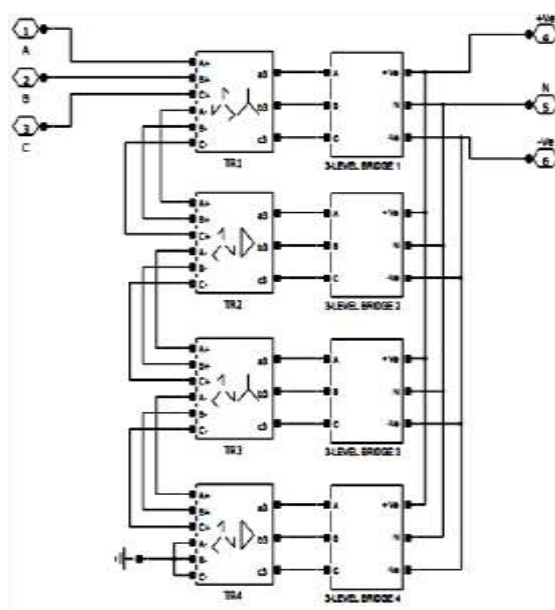 1
A
2
B
3
C
+Ve
4
N
5
-Ve
6
A+
B+
C+
A-
B-
C-
a3
b3
c3
TR1
A
B
C
+Ve
N
-Ve
3-LEVEL BRIDGE 1
A+
B+
C+
A-
B-
C-
a3
b3
c3
TR2
A
B
C
+Ve
N
-Ve
3-LEVEL BRIDGE 2
A+
B+
C+
A-
B-
C-
a3
b3
c3
TR3
A
B
C
+Ve
N
-Ve
3-LEVEL BRIDGE 3
A+
B+
C+
A-
B-
C-
a3
b3
c3
TR4
A
B
C
+Ve
N
-Ve
3-LEVEL BRIDGE 4